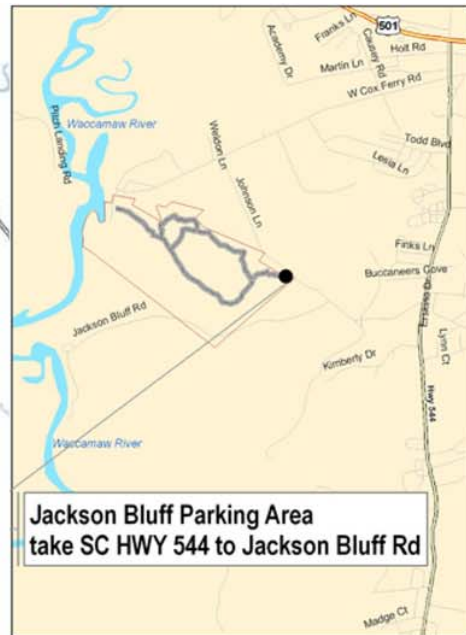 501
Franks Ln
Academy Dr
Causey Rd
Holt Rd
Martin Ln
W Cox Ferry Rd
Waccamaw River
Pitch Landing Rd
Weldon Ln
Todd Blvd
Lesia Ln
Johnson Ln
Finks Ln
Buccaneers Cove
Erskine Dr
Jackson Bluff Rd
Lynn Ct
Kimberly Dr
Hwy 544
Waccamaw River
Jackson Bluff Parking Area
take SC HWY 544 to Jackson Bluff Rd
Madge Ct